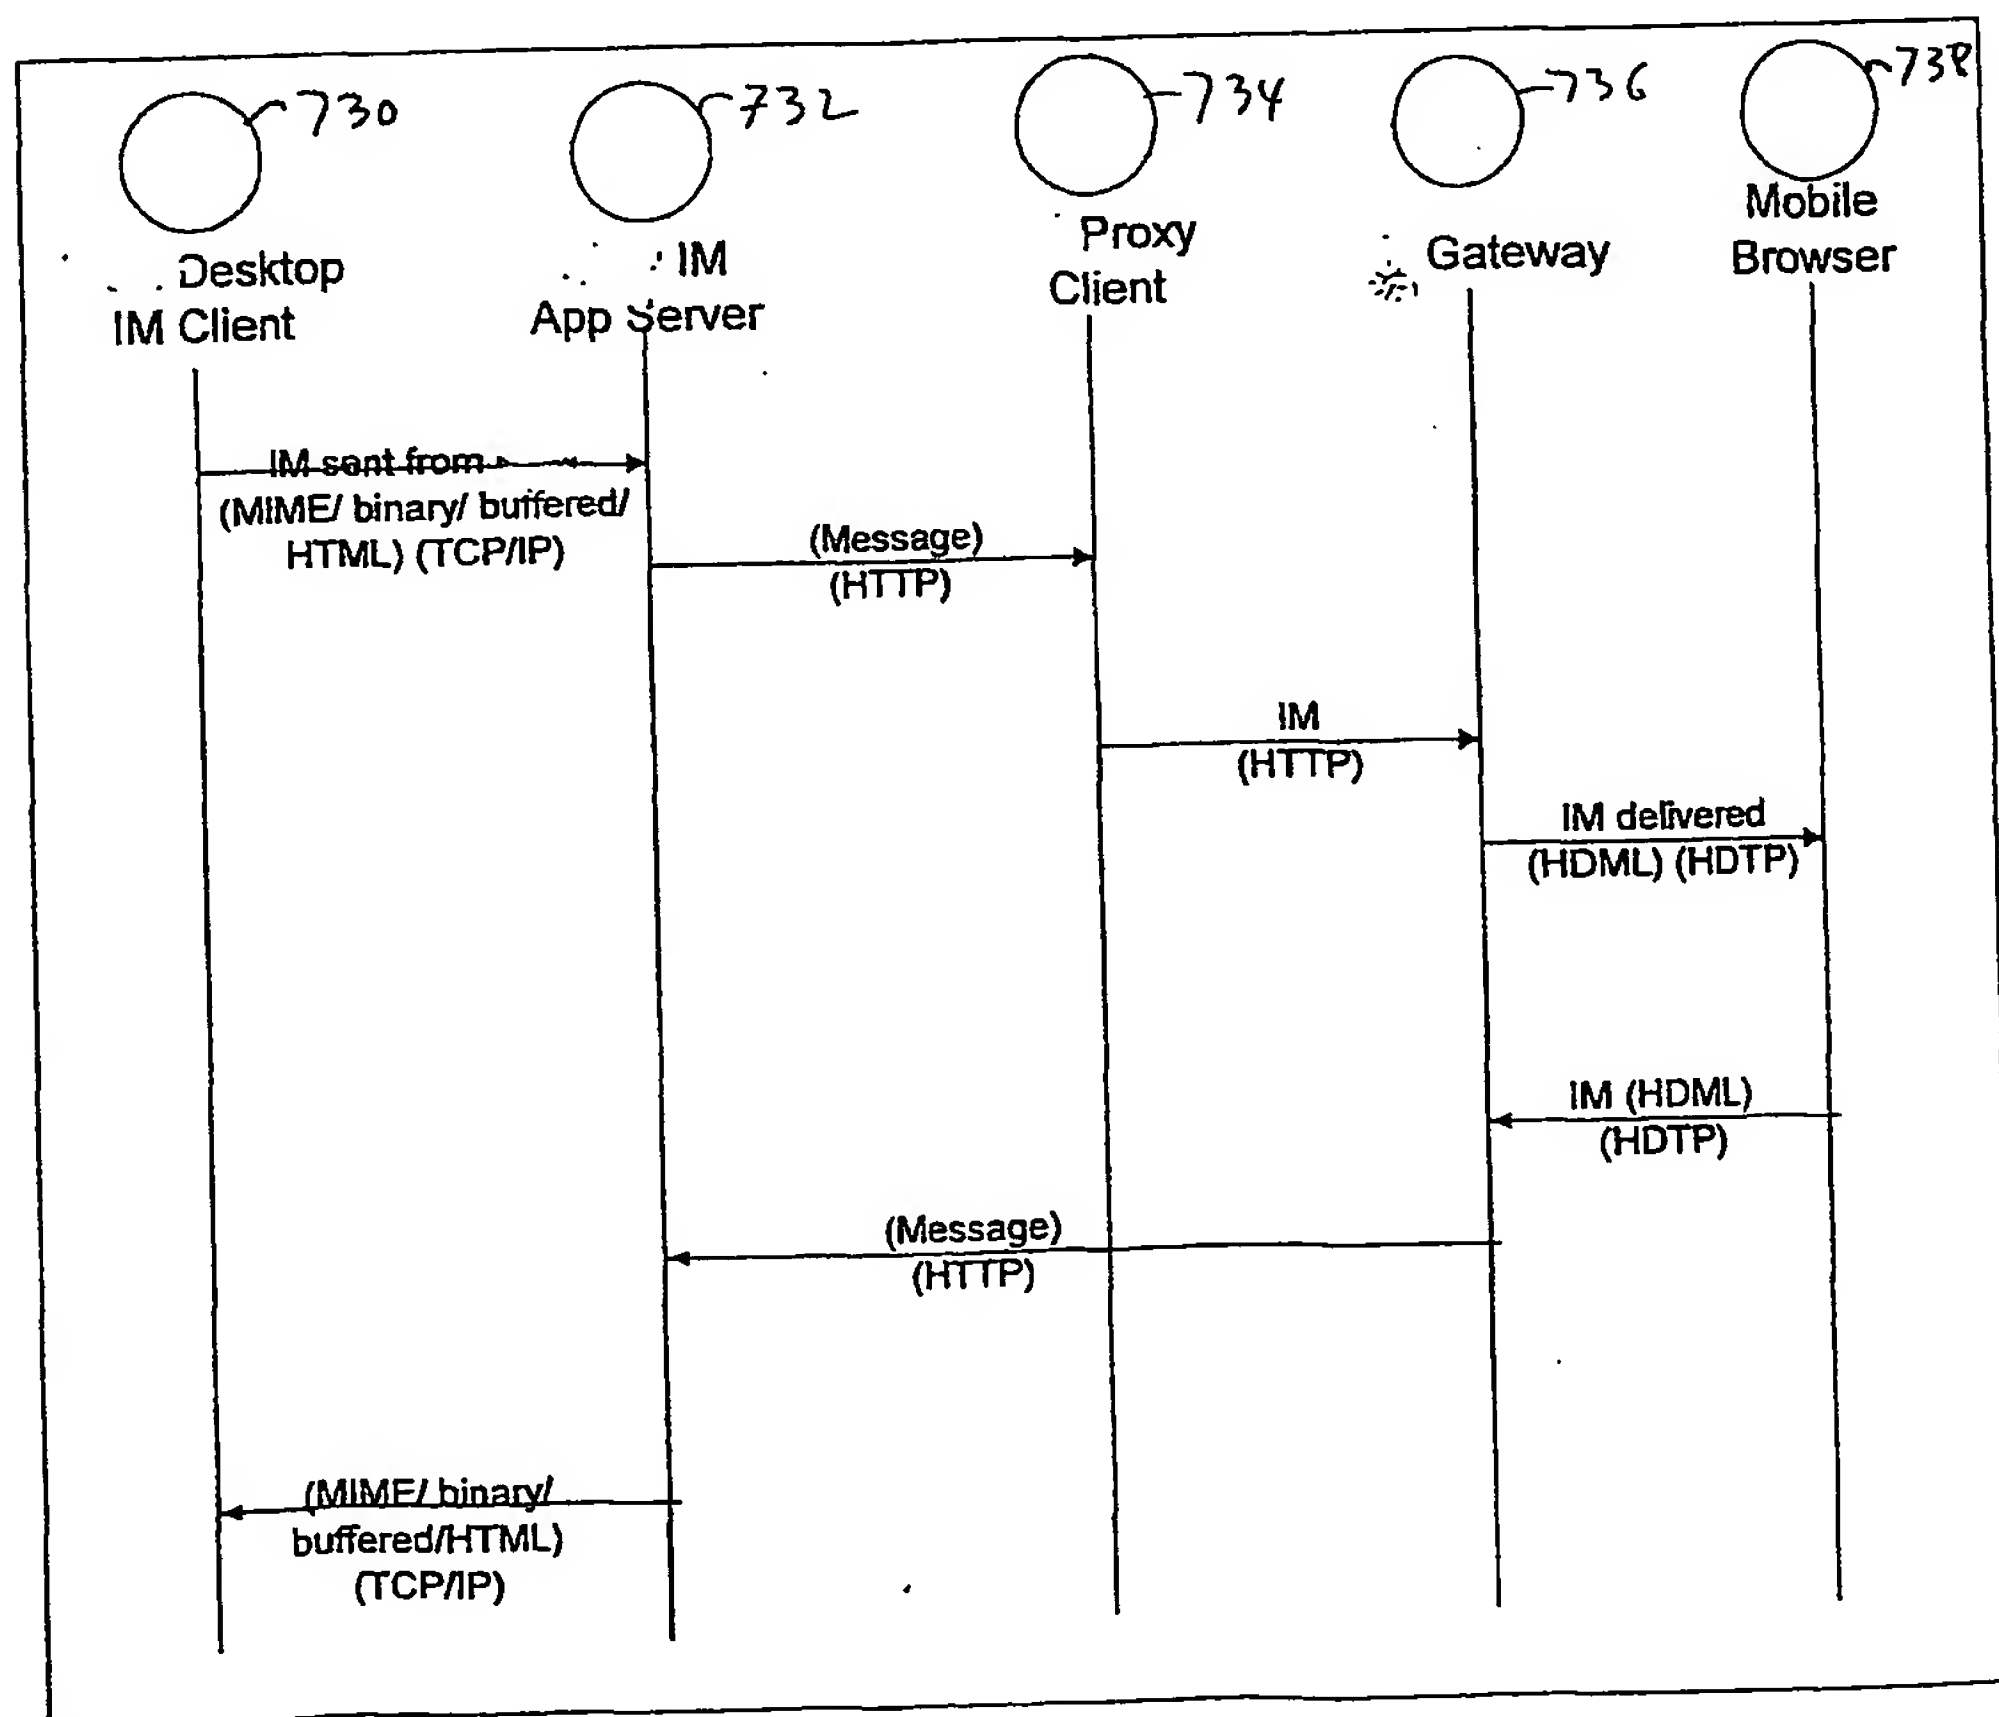 730
732
734
736
738
Desktop
IM Client
IM
App Server
Proxy
Client
Gateway
Mobile
Browser
IM sent from
(MIME/ binary/ buffered/
HTML) (TCP/IP)
(Message)
(HTTP)
IM
(HTTP)
IM delivered
(HDML) (HDTP)
IM (HDML)
(HDTP)
(Message)
(HTTP)
(MIME/ binary/
buffered/HTML)
(TCP/IP)